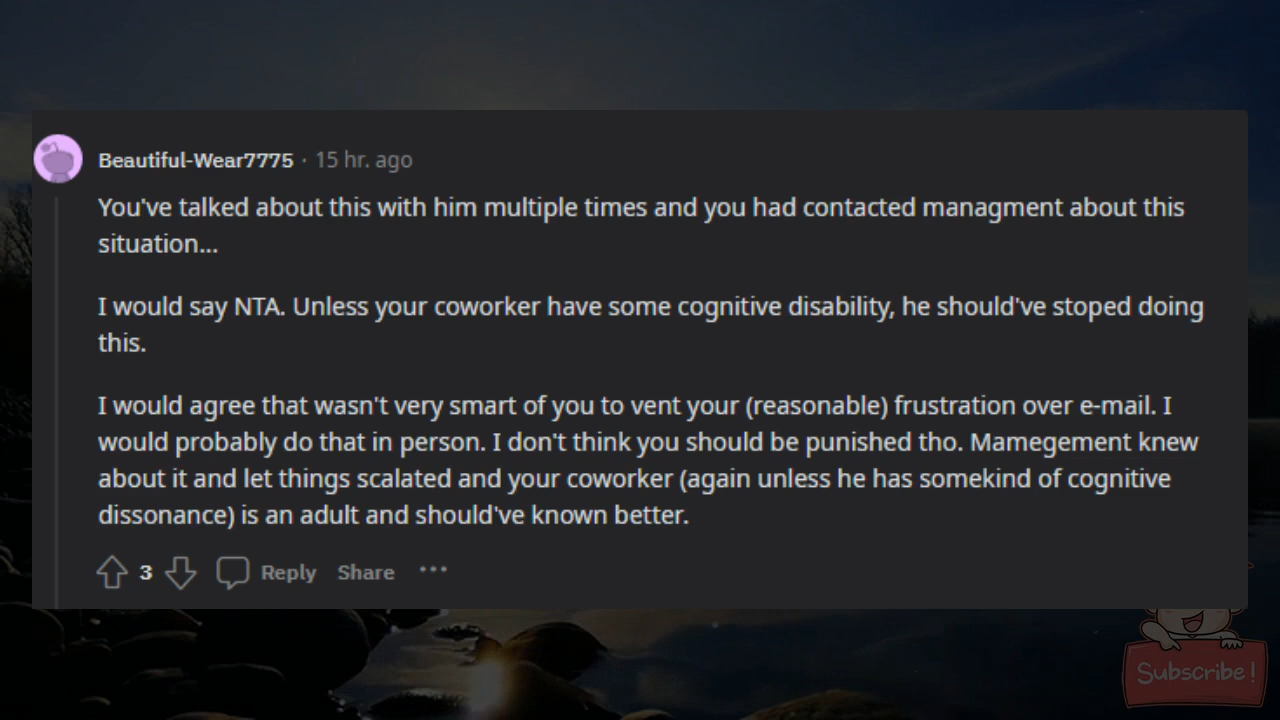 Beautiful-Wear7775 · 15 hr. ago
You've talked about this with him multiple times and you had contacted managment about this
situation...
I would say NTA. Unless your coworker have some cognitive disability, he should've stoped doing
this.
I would agree that wasn't very smart of you to vent your (reasonable) frustration over e-mail. I
would probably do that in person. I don't think you should be punished tho. Mamegement knew
about it and let things scalated and your coworker (again unless he has somekind of cognitive
dissonance) is an adult and should've known better.
3 Reply Share ···
Subscribe!